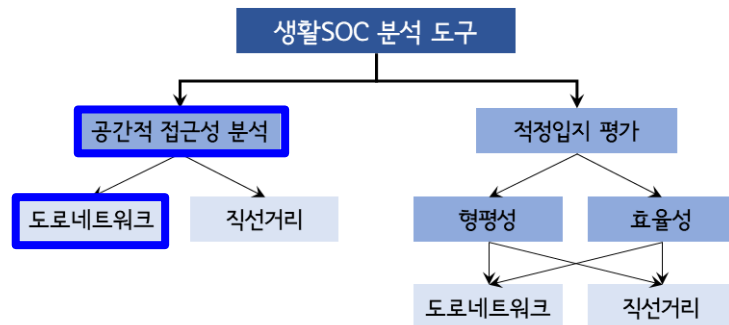 생활SOC 분석 도구
공간적 접근성 분석
적정입지 평가
도로네트워크
직선거리
형평성
효율성
도로네트워크
직선거리